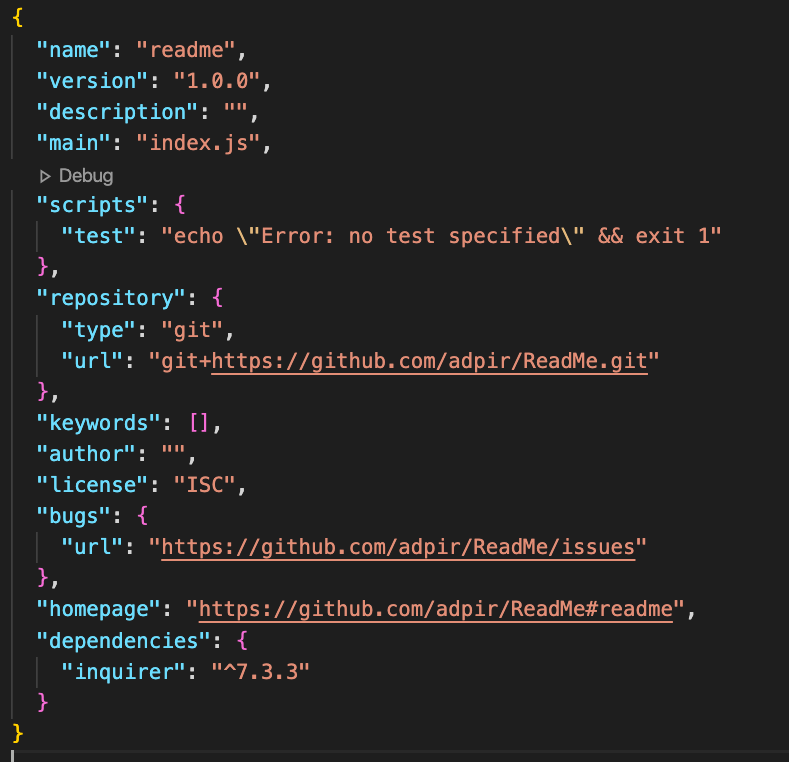 {
"name": "readme",
"version": "1.0.0",
"description": "",
"main": "index.js",
Debug
"scripts": {
"test": "echo \"Error: no test specified\" && exit 1"
},
"repository": {
"type": "git",
"url": "git+https://github.com/adpir/ReadMe.git"
},
"keywords": [],
"author": "",
"license": "ISC",
"bugs": {
"url": "https://github.com/adpir/ReadMe/issues"
},
"homepage": "https://github.com/adpir/ReadMe#readme",
"dependencies": {
"inquirer": "^7.3.3"
}
}